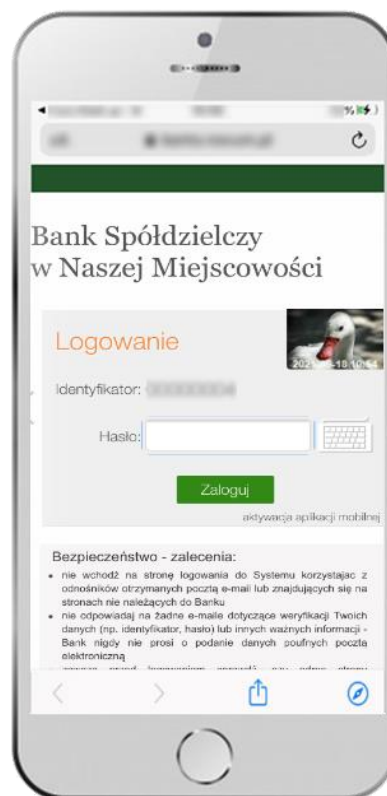 Bank Spółdzielczy
w Naszej Miejscowości
Logowanie
Identyfikator:
Hasło:
Zaloguj
aktywacja aplikacji mobilnej
Bezpieczeństwo - zalecenia:
• nie wchodź na stronę logowania do Systemu korzystając z
odnośników otrzymanych pocztą e-mail lub znajdujących się na
stronach nie należących do Banku
• nie odpowiadaj na żadne e-maile dotyczące weryfikacji Twoich
danych (np. identyfikator, hasło) lub innych ważnych informacji -
Bank nigdy nie prosi o podanie danych poufnych pocztą
elektroniczną